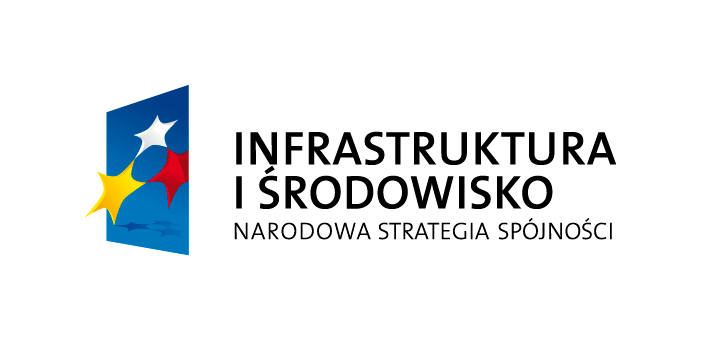 INFRASTRUKTURA
I ŚRODOWISKO
NARODOWA STRATEGIA SPÓJNOŚCI